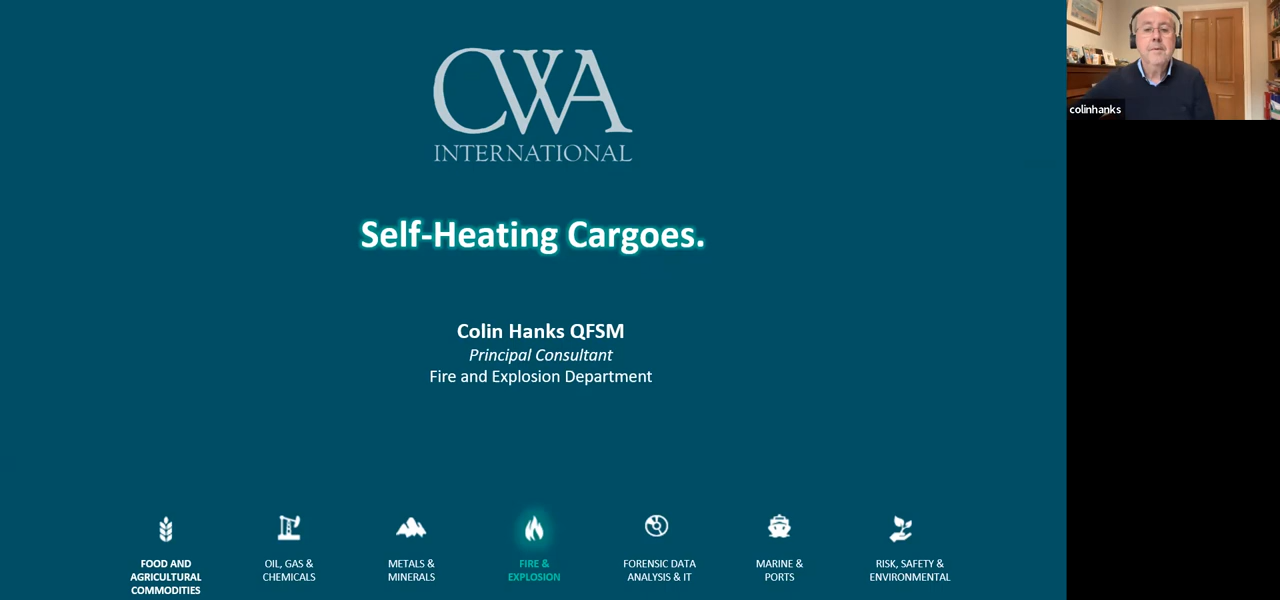 CWA
INTERNATIONAL
colinhanks
Self-Heating Cargoes.
Colin Hanks QFSM
Principal Consultant
Fire and Explosion Department
FOOD AND
AGRICULTURAL
COMMODITIES
OIL, GAS &
CHEMICALS
METALS &
MINERALS
FIRE &
EXPLOSION
FORENSIC DATA
ANALYSIS & IT
MARINE &
PORTS
RISK, SAFETY &
ENVIRONMENTAL